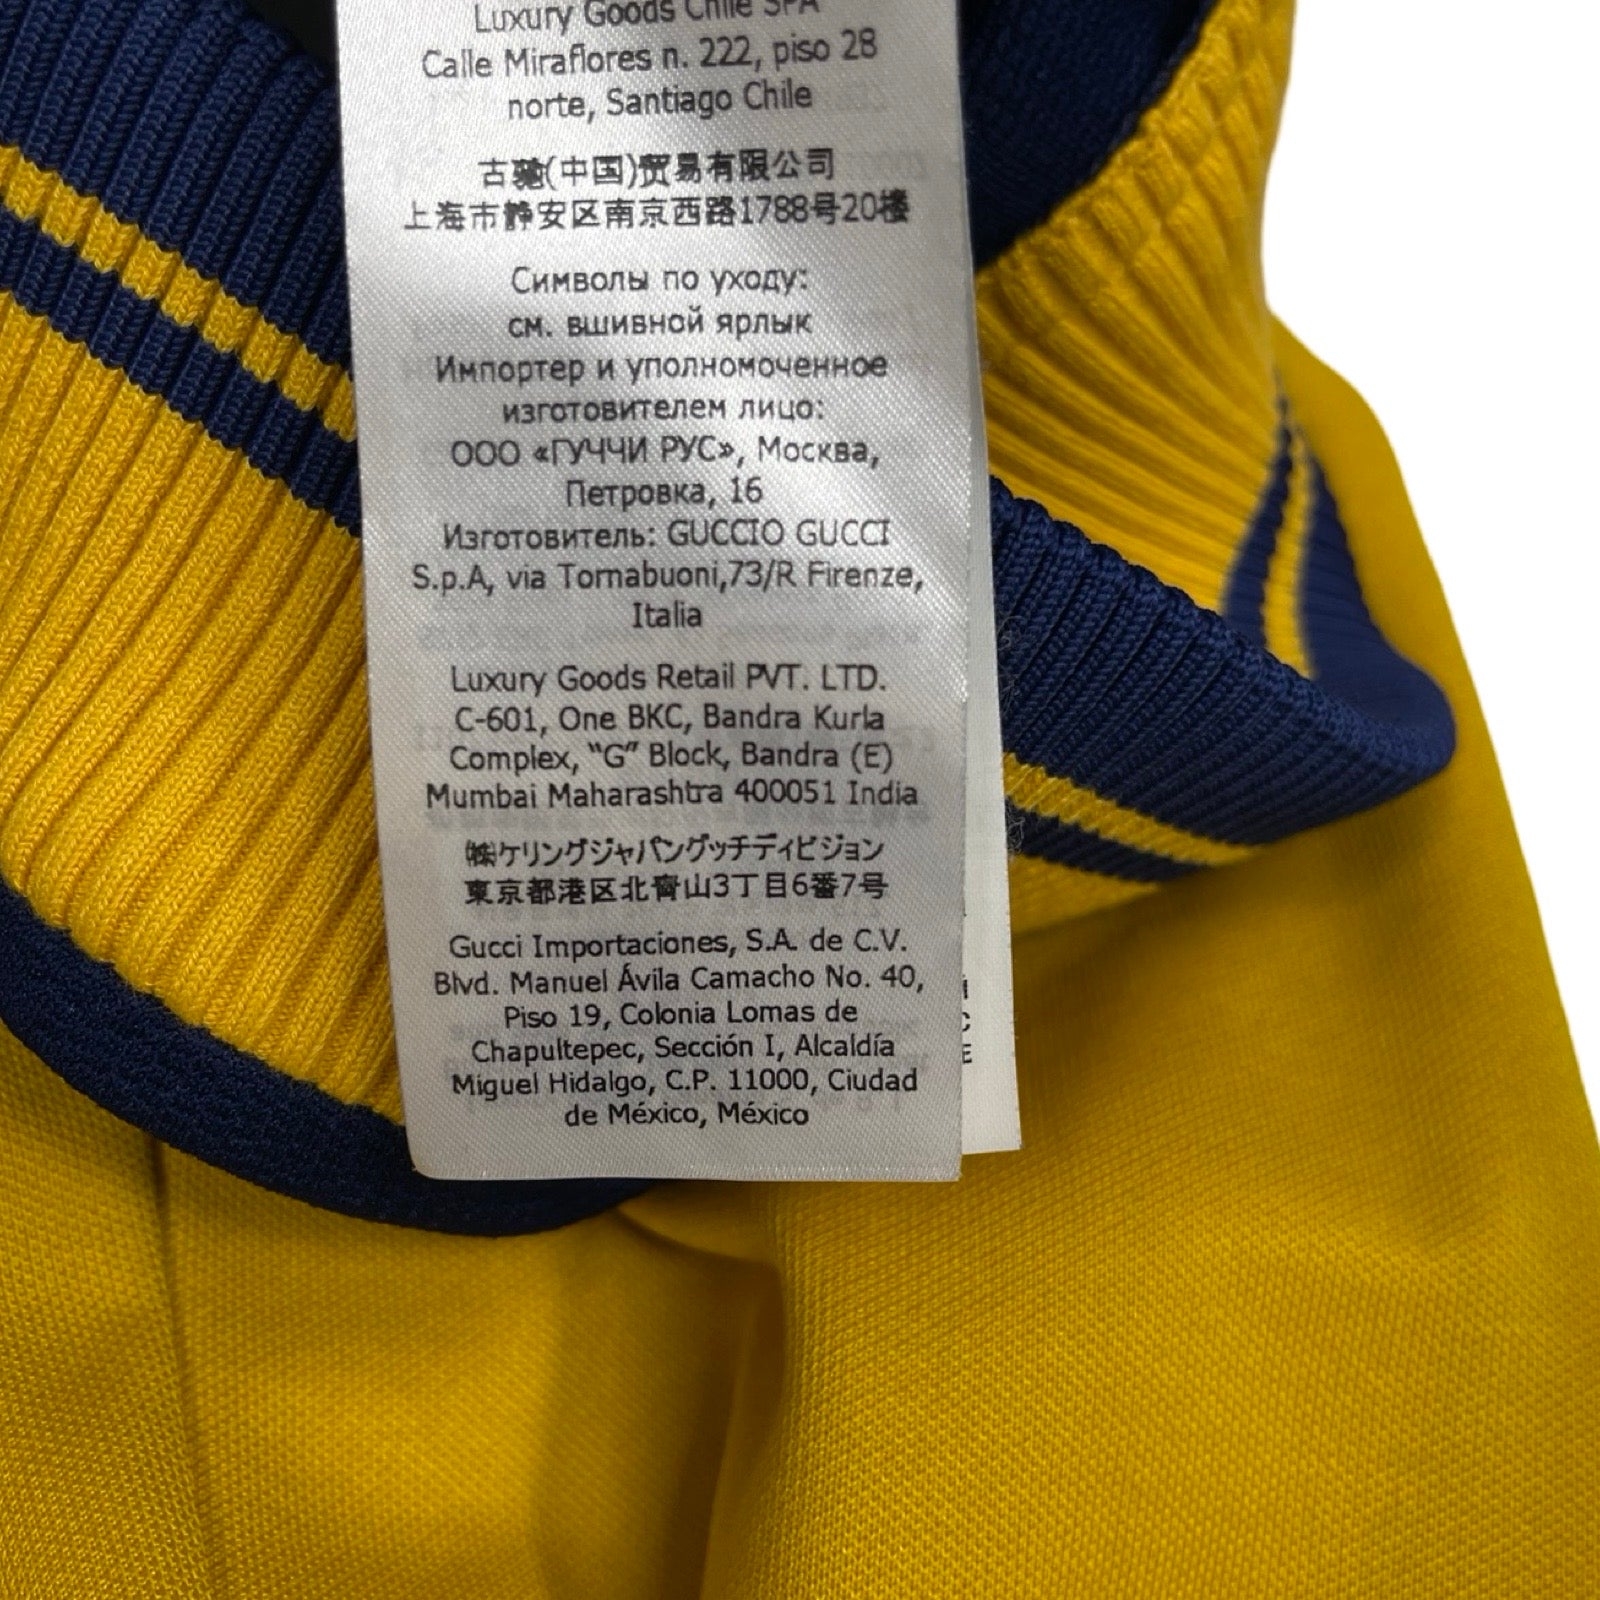 Luxury Goods Chile SPA
Calle Miraflores n. 222, piso 28
norte, Santiago Chile
古驰(中国)贸易有限公司
上海市静安区南京西路1788号20楼
Символы по уходу:
см. вшивной ярлык
Импортер и уполномоченное
изготовителем лицо:
ООО «ГУЧЧИ РУС», Москва,
Петровка, 16
Изготовитель: GUCCIO GUCCI
S.p.A, via Tornabuoni,73/R Firenze,
Italia
Luxury Goods Retail PVT. LTD.
C-601, One BKC, Bandra Kurla
Complex, “G” Block, Bandra (E)
Mumbai Maharashtra 400051 India
㈱ケリングジャパングッチディビジョン
東京都港区北青山3丁目6番7号
Gucci Importaciones, S.A. de C.V.
Blvd. Manuel Ávila Camacho No. 40,
Piso 19, Colonia Lomas de
Chapultepec, Sección I, Alcaldía
Miguel Hidalgo, C.P. 11000, Ciudad
de México, México